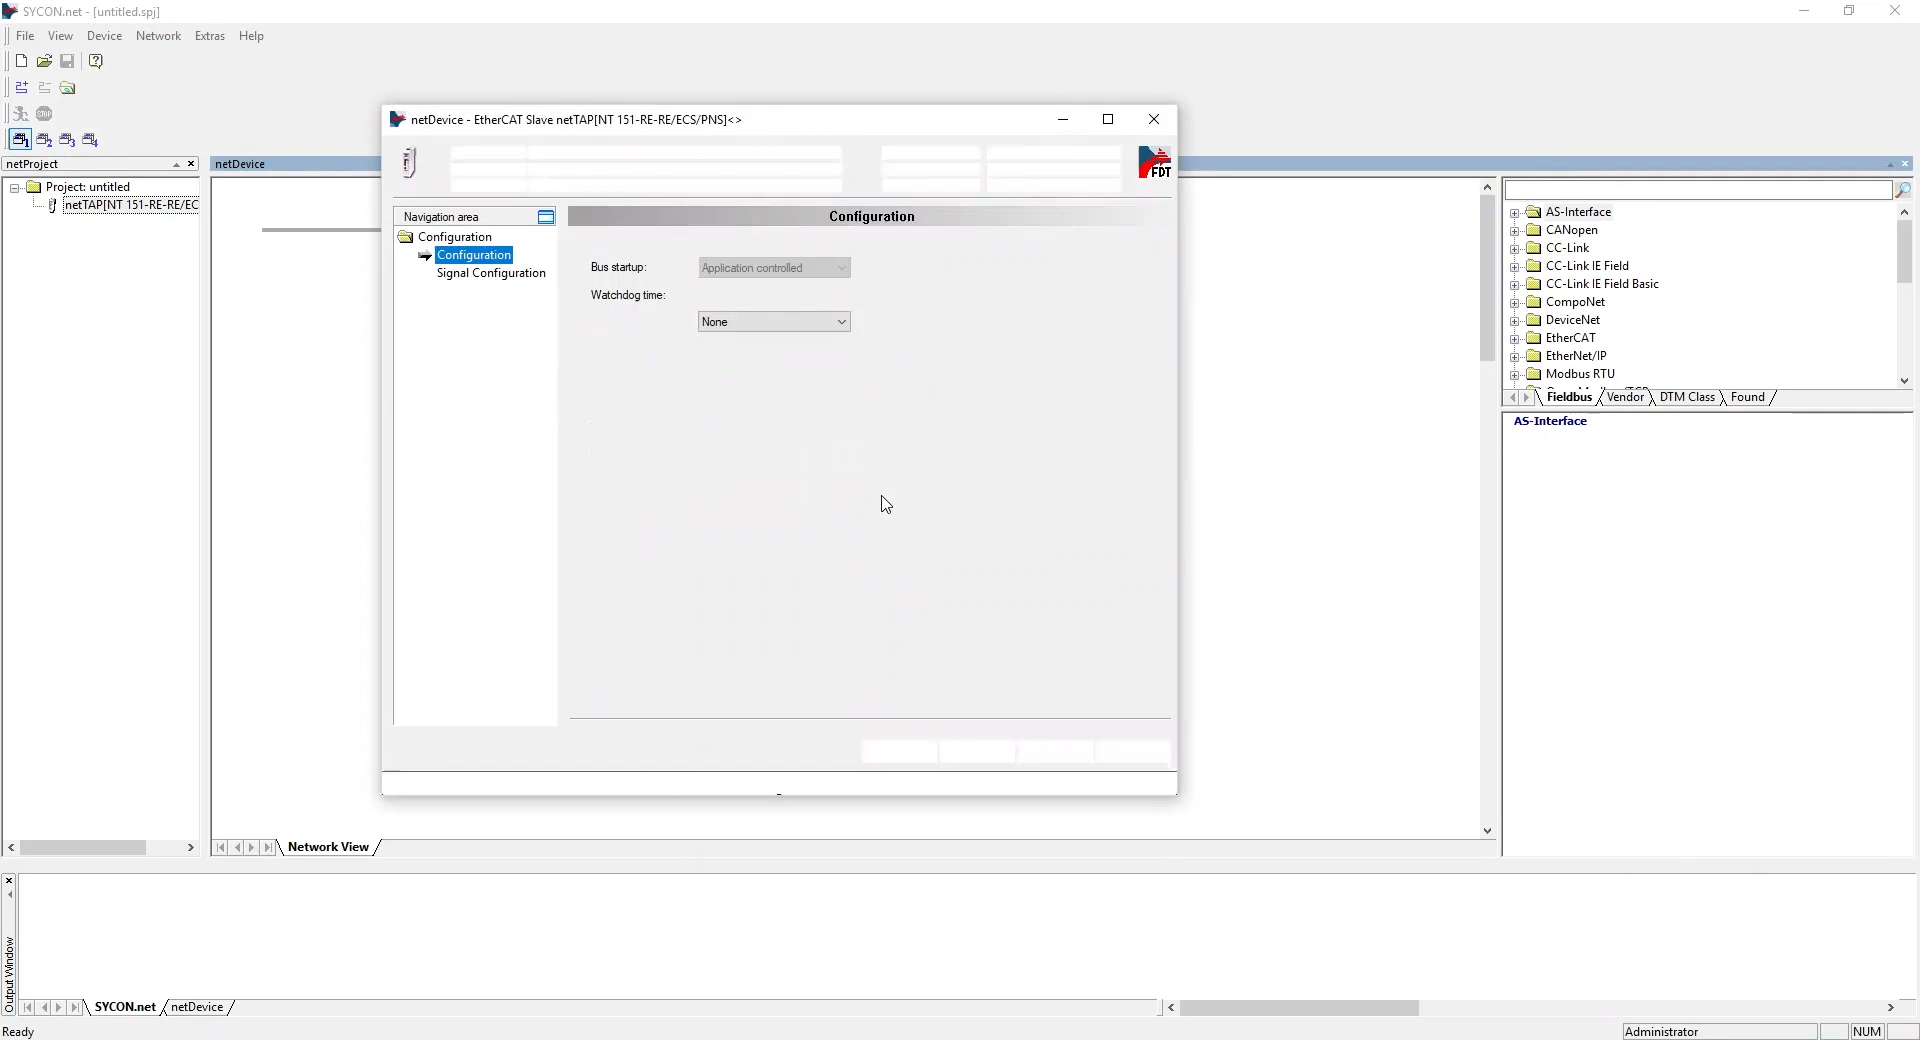 SYCON.net - [untitled.spj]
File View Device Network Extras Help
netProject
netDevice
Project: untitled
netTAP[NT 151-RE-RE/EC
netDevice - EtherCAT Slave netTAP[NT 151-RE-RE/ECS/PNS]<>
FDT
Navigation area
Configuration
Configuration
Signal Configuration
Configuration
Bus startup: Application controlled
Watchdog time:
None
AS-Interface
CANopen
CC-Link
CC-Link IE Field
CC-Link IE Field Basic
CompoNet
DeviceNet
EtherCAT
EtherNet/IP
Modbus RTU
Fieldbus Vendor DTM Class Found
AS-Interface
Network View
Output Window
SYCON.net netDevice
Ready
Administrator NUM